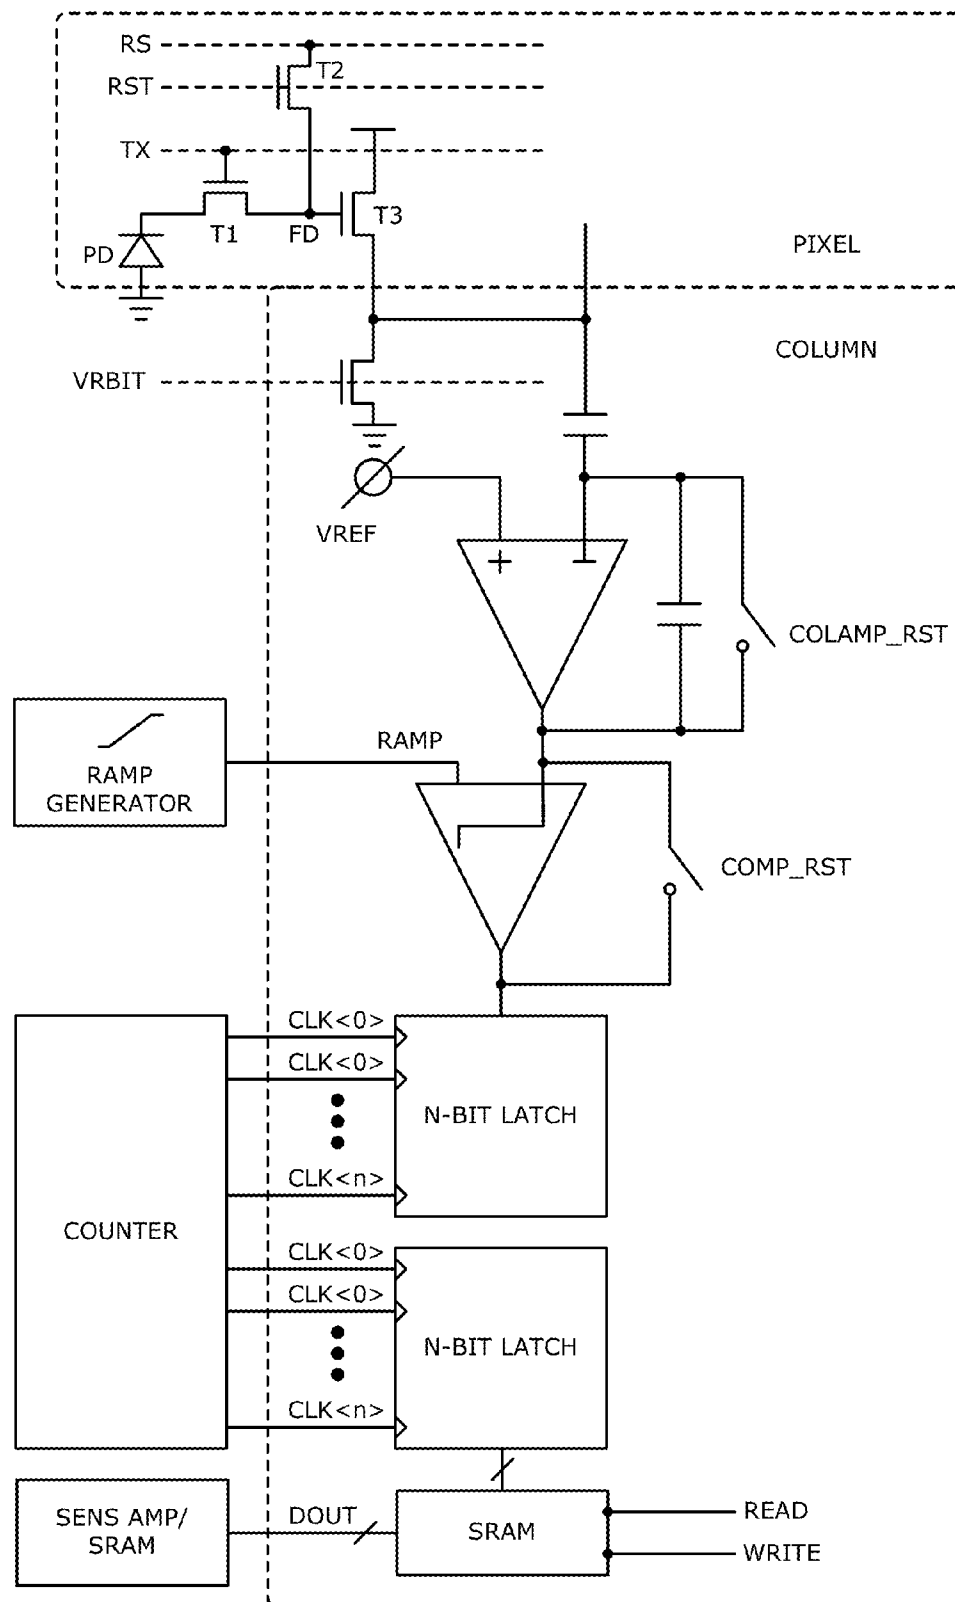 RS
T2
RST
TX
T3
T1
FD
PD
PIXEL
COLUMN
VRBIT
VREF
+
COLAMP_RST
RAMP
RAMP
GENERATOR
COMP_RST
CLK<0>
CLK<0>
N-BIT LATCH
CLK<n>
COUNTER
CLK<0>
CLK<0>
N-BIT LATCH
CLK<n>
SENS AMP/
SRAM
DOUT
SRAM
READ
WRITE